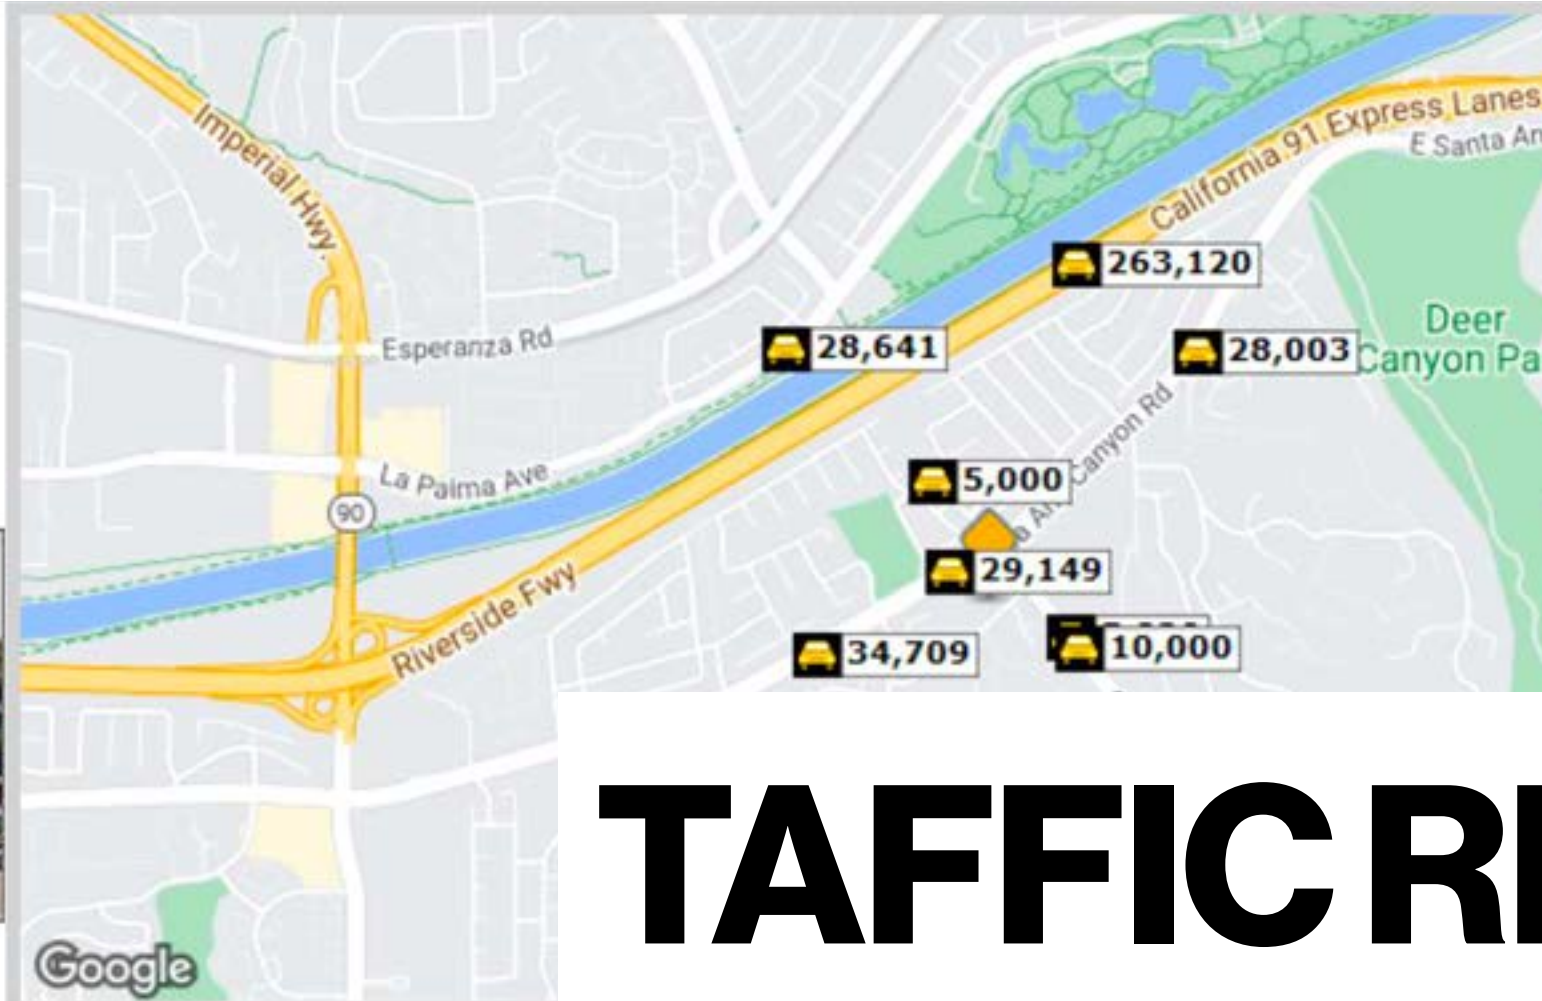 Imperial Hwy.
California 91 Express Lanes
E Santa An
263,120
Esperanza Rd
28,641
28,003
Deer
Canyon Pa
La Palma Ave
5,000
a An Canyon Rd
90
29,149
Riverside Fwy
34,709
10,000
TAFFIC R
Google